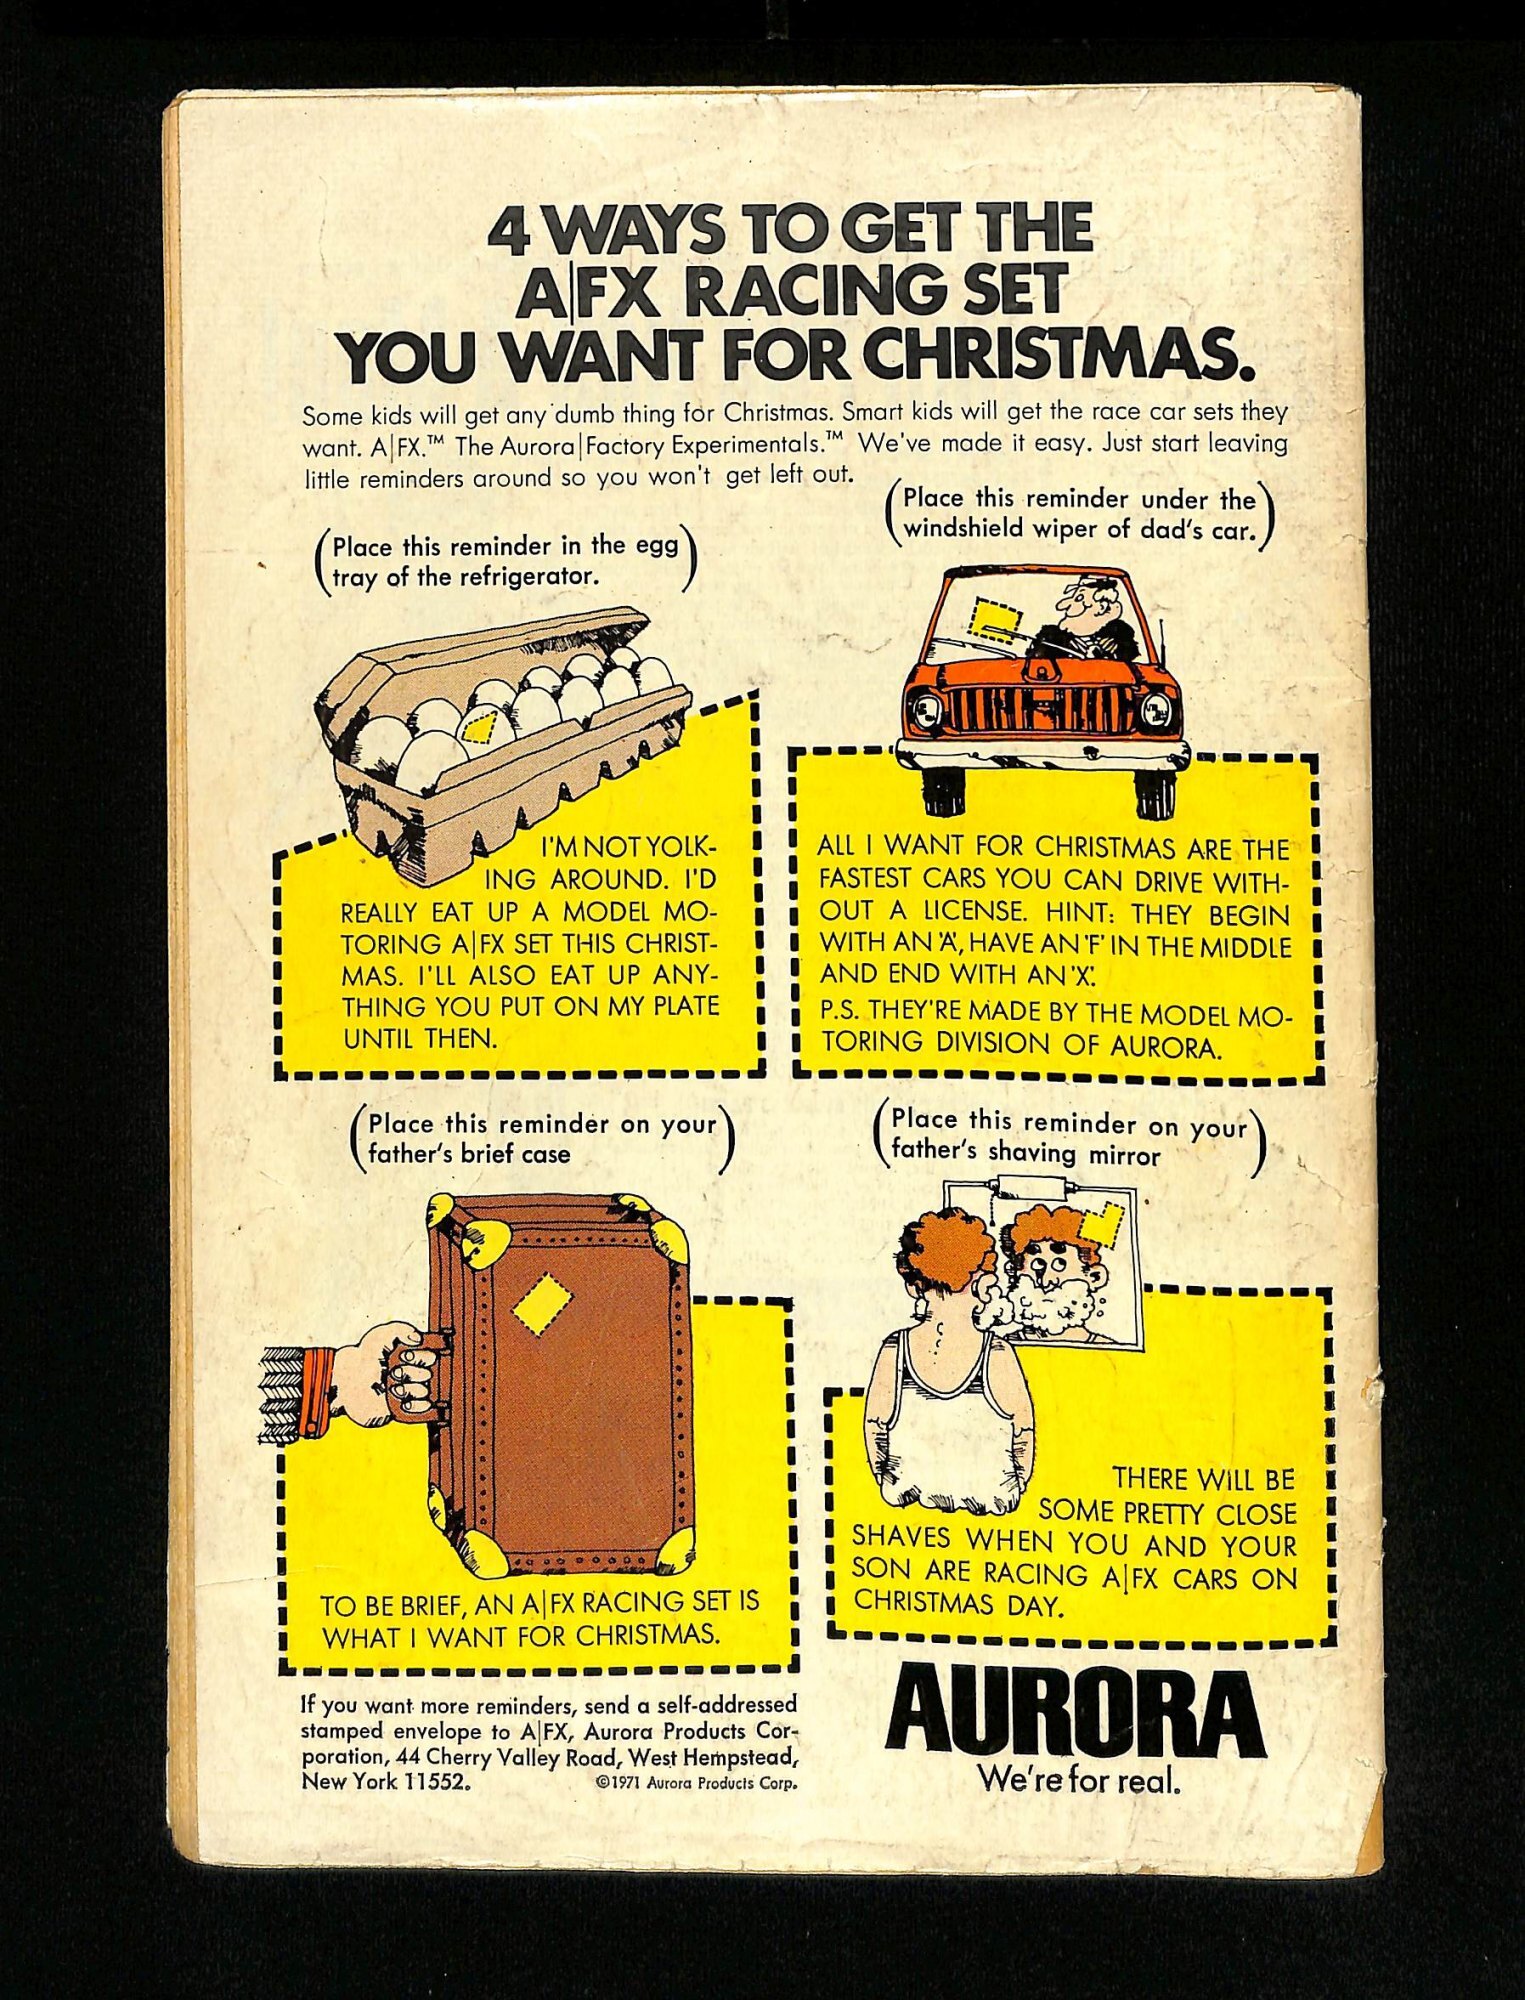 4 WAYS TO GET THE
A|FX RACING SET
YOU WANT FOR CHRISTMAS.
Some kids will get any dumb thing for Christmas. Smart kids will get the race car sets they
want. A|FX.™ The Aurora|Factory Experimentals.™ We've made it easy. Just start leaving
little reminders around so you won't get left out.
(Place this reminder in the egg
tray of the refrigerator.)
I'M NOT YOLK-
ING AROUND. I'D
REALLY EAT UP A MODEL MO-
TORING A|FX SET THIS CHRIST-
MAS. I'LL ALSO EAT UP ANY-
THING YOU PUT ON MY PLATE
UNTIL THEN.
(Place this reminder under the
windshield wiper of dad's car.)
ALL I WANT FOR CHRISTMAS ARE THE
FASTEST CARS YOU CAN DRIVE WITH-
OUT A LICENSE. HINT: THEY BEGIN
WITH AN 'A', HAVE AN 'F' IN THE MIDDLE
AND END WITH AN 'X'.
P.S. THEY'RE MADE BY THE MODEL MO-
TORING DIVISION OF AURORA.
(Place this reminder on your
father's brief case)
TO BE BRIEF, AN A|FX RACING SET IS
WHAT I WANT FOR CHRISTMAS.
(Place this reminder on your
father's shaving mirror)
THERE WILL BE
SOME PRETTY CLOSE
SHAVES WHEN YOU AND YOUR
SON ARE RACING A|FX CARS ON
CHRISTMAS DAY.
If you want more reminders, send a self-addressed
stamped envelope to A|FX, Aurora Products Cor-
poration, 44 Cherry Valley Road, West Hempstead,
New York 11552. ©1971 Aurora Products Corp.
AURORA
We're for real.